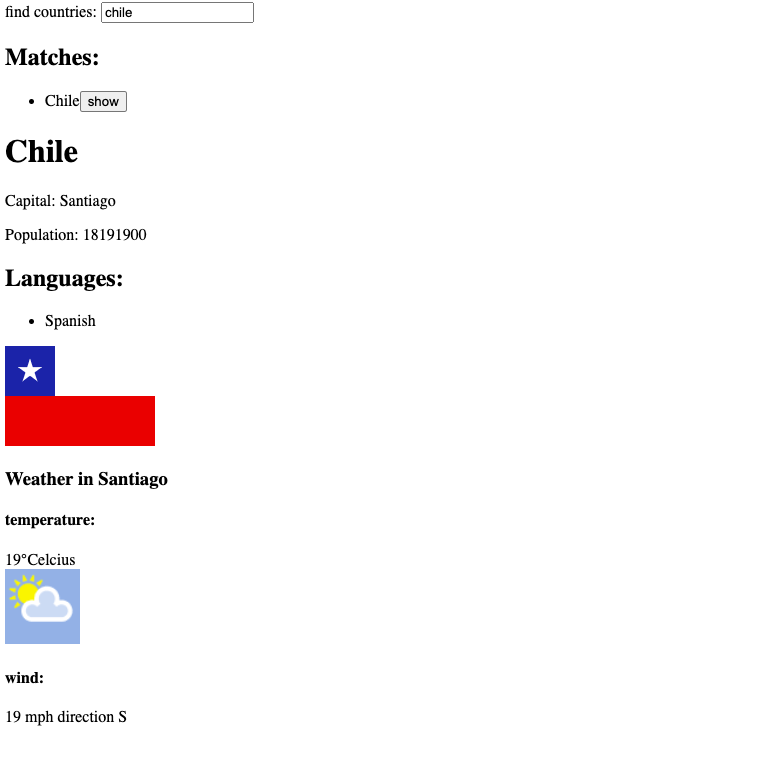 find countries: chile
Matches:
Chile show
Chile
Capital: Santiago
Population: 18191900
Languages:
Spanish
Weather in Santiago
temperature:
19°Celcius
wind:
19 mph direction S